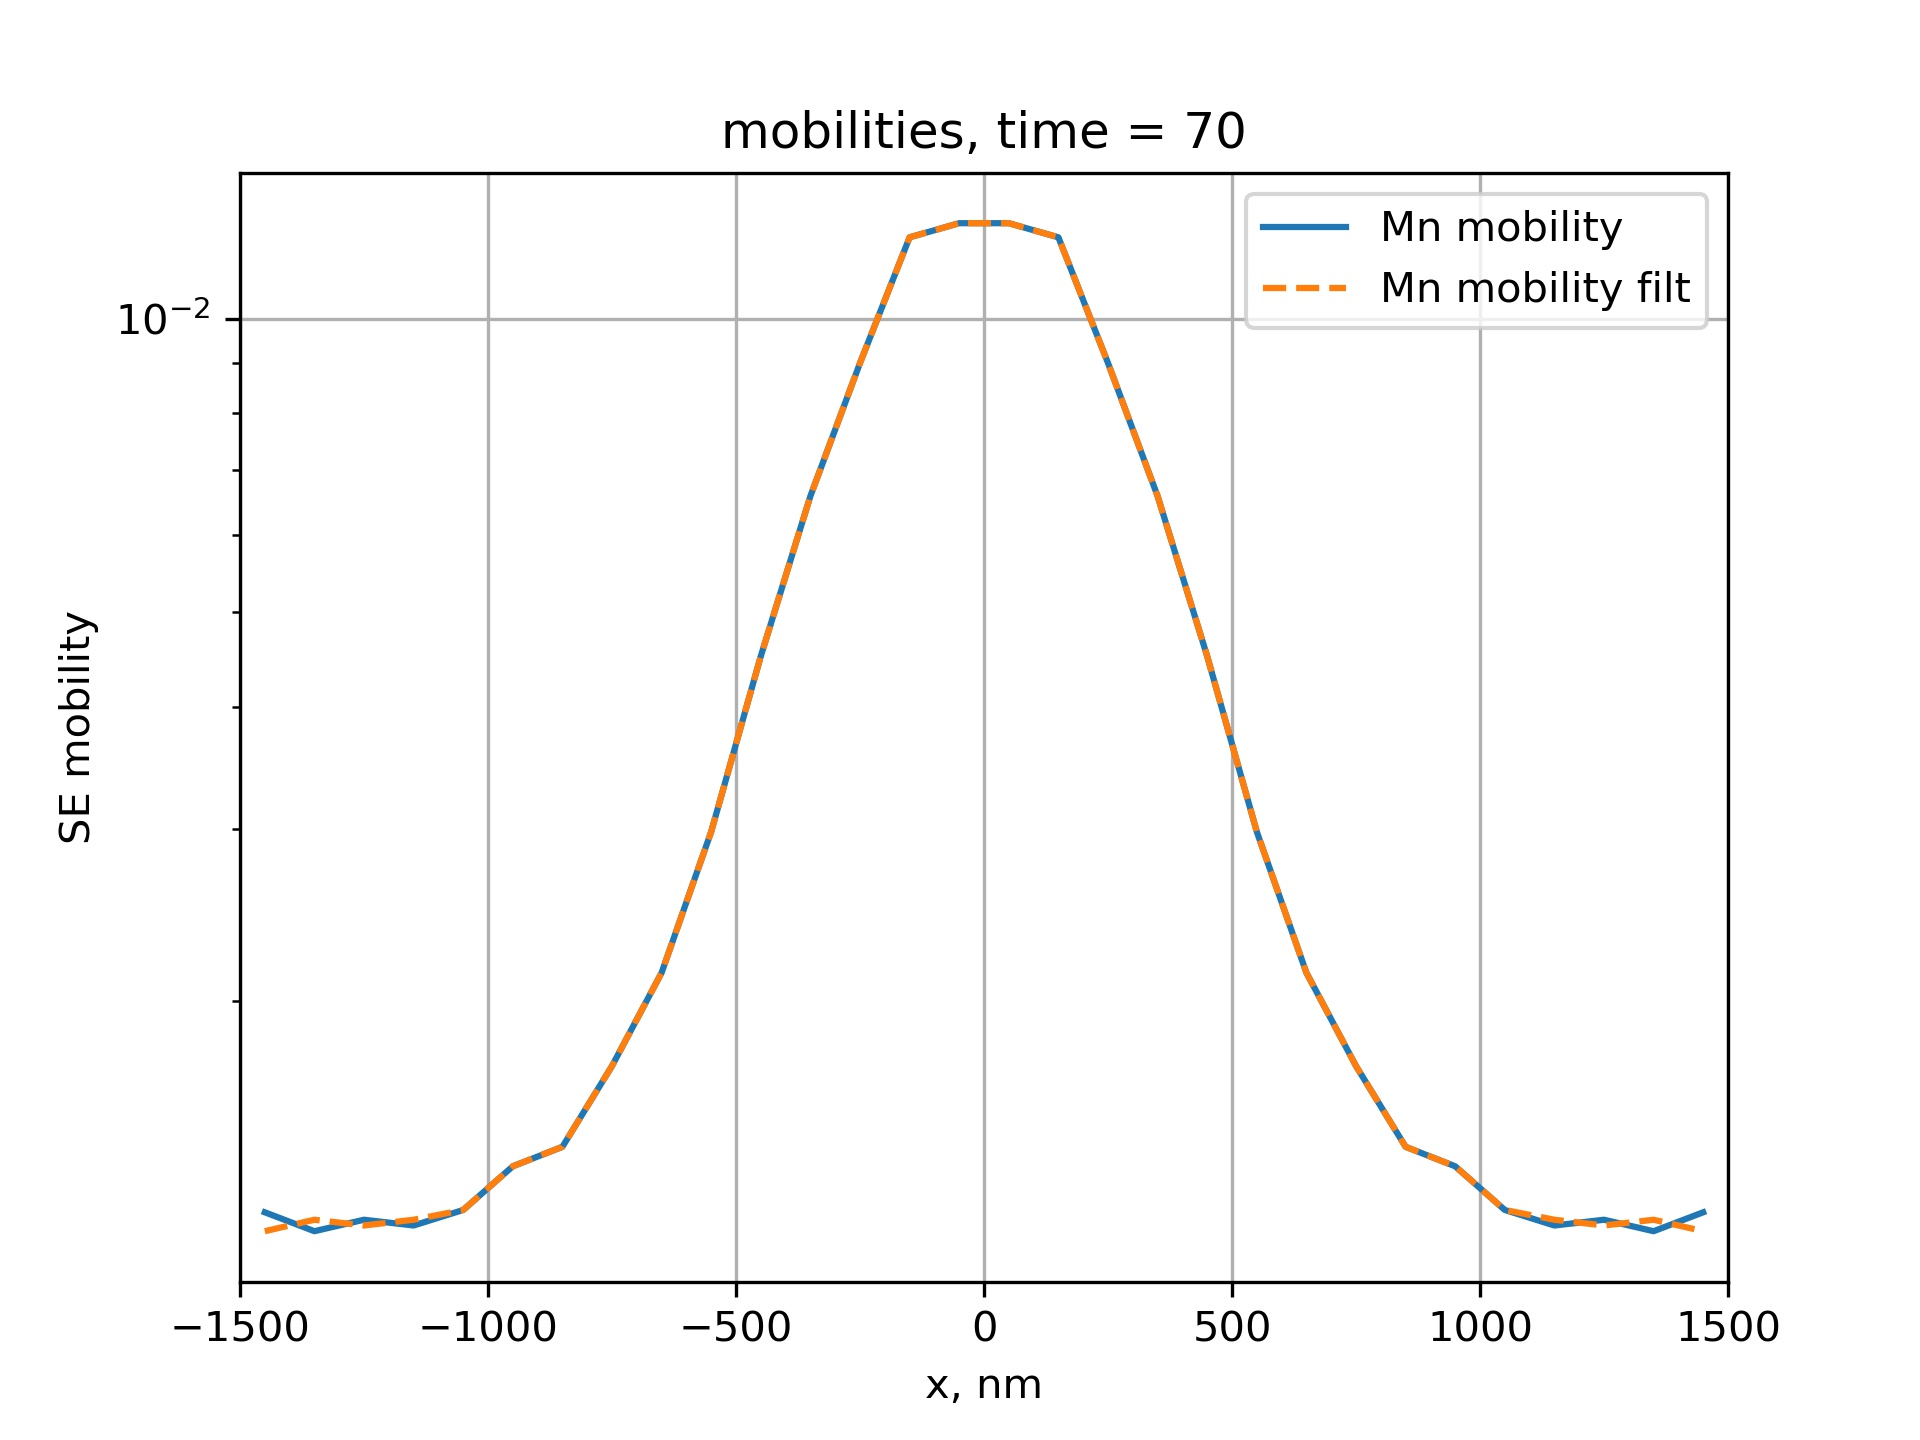 mobilities, time = 70
Mn mobility
Mn mobility filt
10⁻²
SE mobility
−1500 −1000 −500 0 500 1000 1500
x, nm